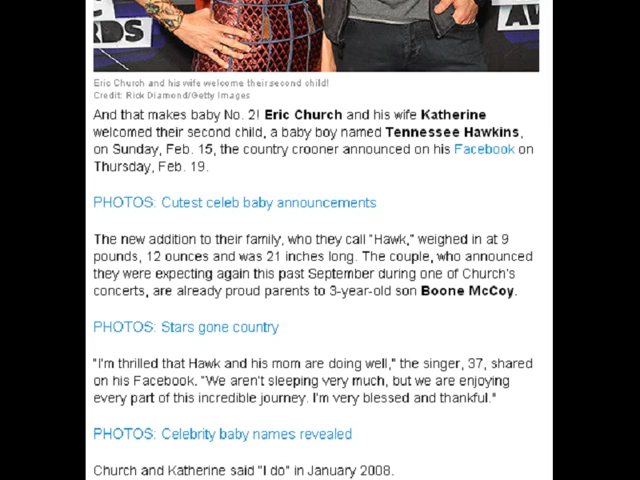 RDS
AW
Eric Church and his wife welcome their second child!
Credit: Rick Diamond/Getty Images
And that makes baby No. 2! Eric Church and his wife Katherine
welcomed their second child, a baby boy named Tennessee Hawkins,
on Sunday, Feb. 15, the country crooner announced on his Facebook on
Thursday, Feb. 19.
PHOTOS: Cutest celeb baby announcements
The new addition to their family, who they call "Hawk," weighed in at 9
pounds, 12 ounces and was 21 inches long. The couple, who announced
they were expecting again this past September during one of Church's
concerts, are already proud parents to 3-year-old son Boone McCoy.
PHOTOS: Stars gone country
"I'm thrilled that Hawk and his mom are doing well," the singer, 37, shared
on his Facebook. "We aren't sleeping very much, but we are enjoying
every part of this incredible journey. I'm very blessed and thankful."
PHOTOS: Celebrity baby names revealed
Church and Katherine said "I do" in January 2008.